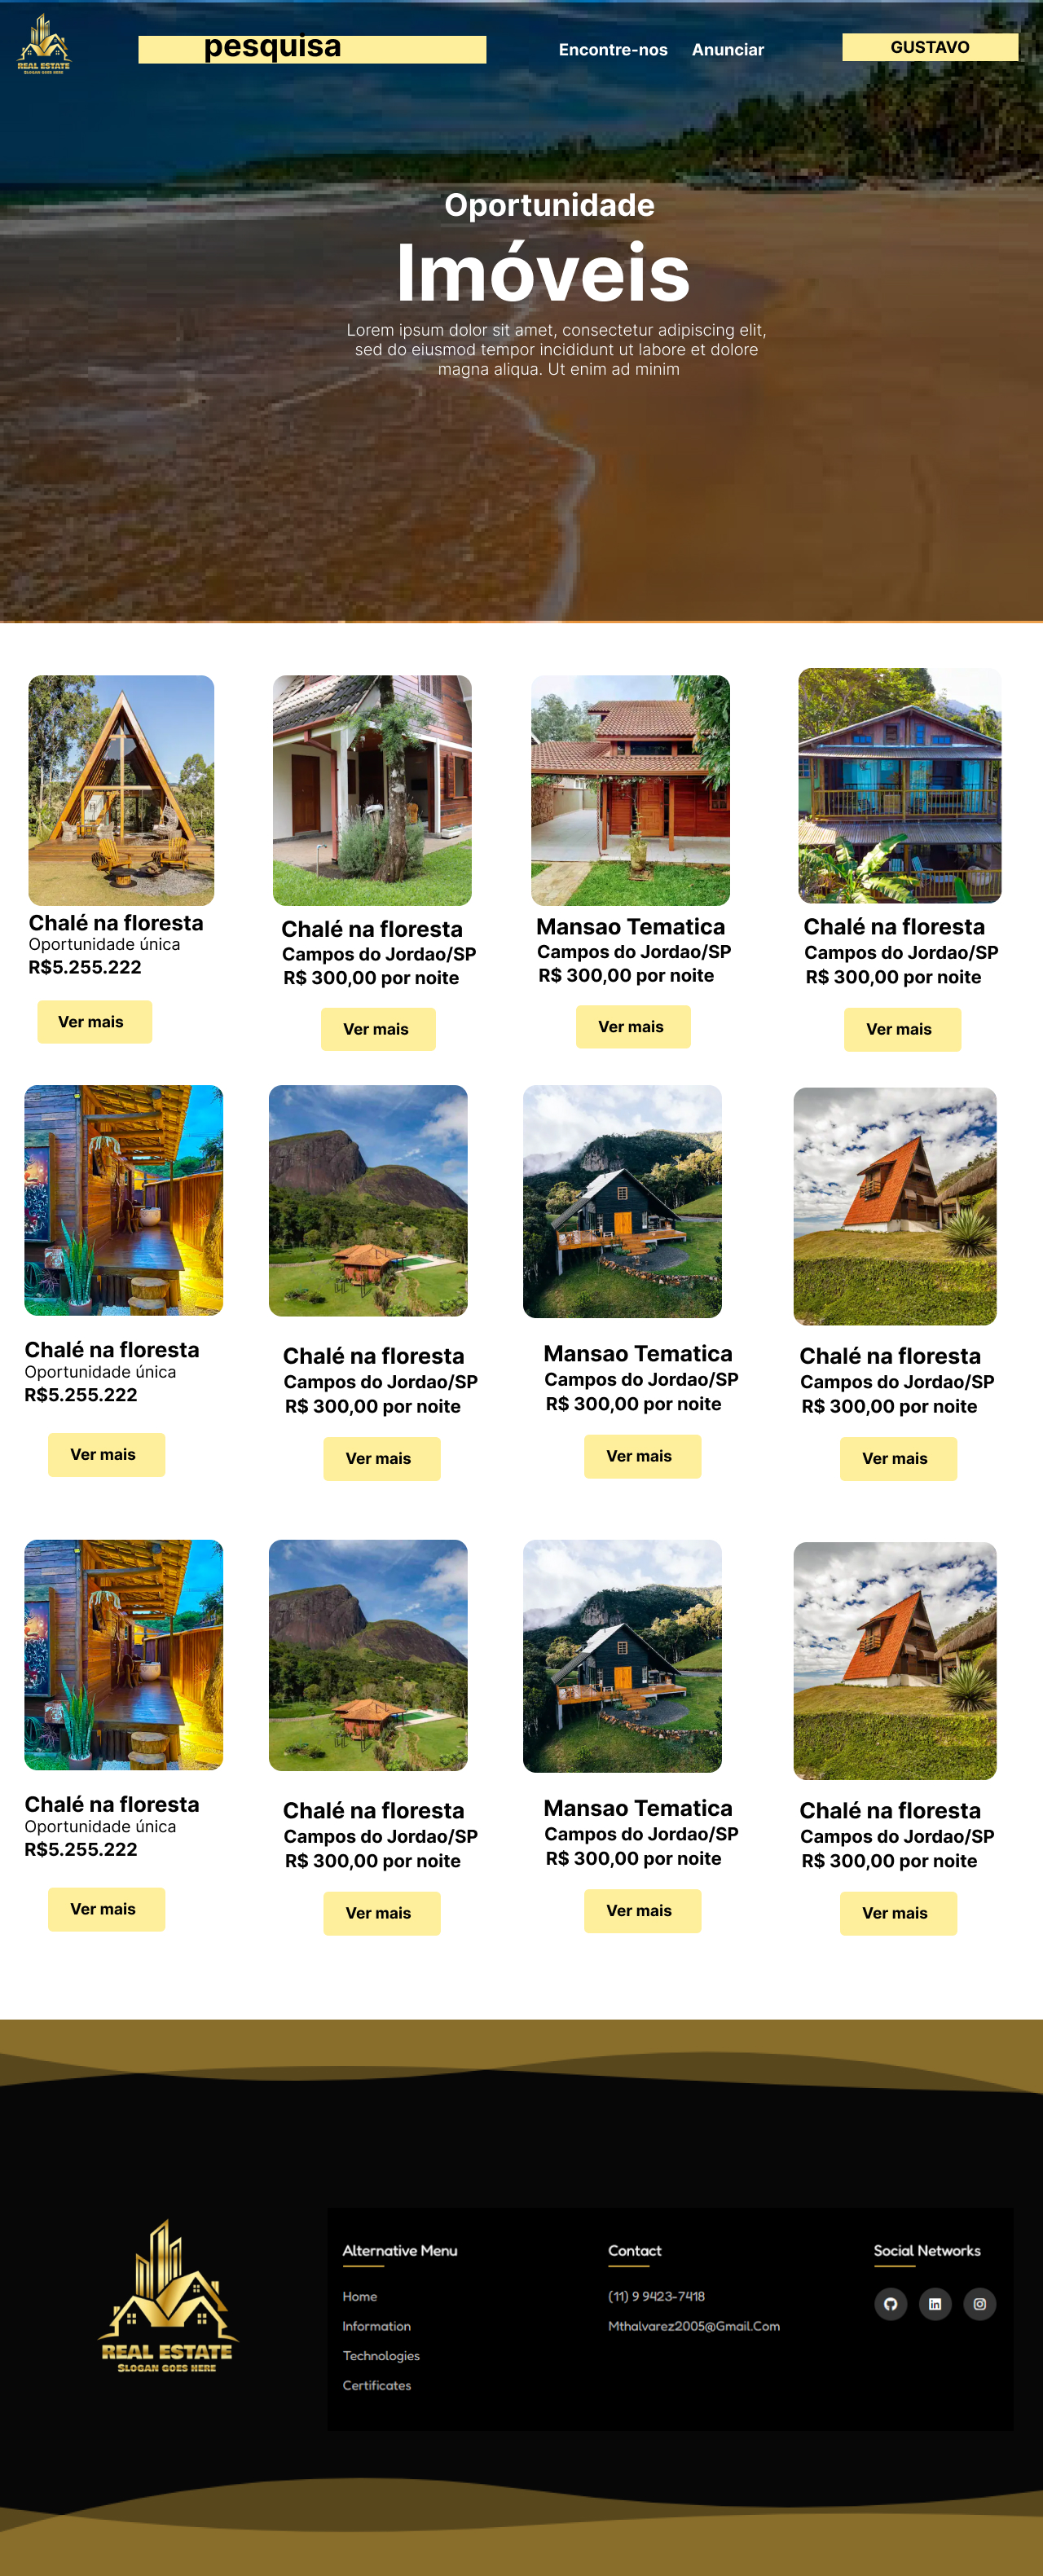 REAL ESTATE
SLOGAN GOES HERE
pesquisa
Encontre-nos
Anunciar
GUSTAVO
Oportunidade
Imóveis
Lorem ipsum dolor sit amet, consectetur adipiscing elit,
sed do eiusmod tempor incididunt ut labore et dolore
magna aliqua. Ut enim ad minim
Chalé na floresta
Oportunidade única
R$5.255.222
Ver mais
Chalé na floresta
Campos do Jordao/SP
R$ 300,00 por noite
Ver mais
Mansao Tematica
Campos do Jordao/SP
R$ 300,00 por noite
Ver mais
Chalé na floresta
Campos do Jordao/SP
R$ 300,00 por noite
Ver mais
Chalé na floresta
Oportunidade única
R$5.255.222
Ver mais
Chalé na floresta
Campos do Jordao/SP
R$ 300,00 por noite
Ver mais
Mansao Tematica
Campos do Jordao/SP
R$ 300,00 por noite
Ver mais
Chalé na floresta
Campos do Jordao/SP
R$ 300,00 por noite
Ver mais
Chalé na floresta
Oportunidade única
R$5.255.222
Ver mais
Chalé na floresta
Campos do Jordao/SP
R$ 300,00 por noite
Ver mais
Mansao Tematica
Campos do Jordao/SP
R$ 300,00 por noite
Ver mais
Chalé na floresta
Campos do Jordao/SP
R$ 300,00 por noite
Ver mais
REAL ESTATE
SLOGAN GOES HERE
Alternative Menu
Home
Information
Technologies
Certificates
Contact
(11) 9 9423-7418
Mthalvarez2005@Gmail.Com
Social Networks